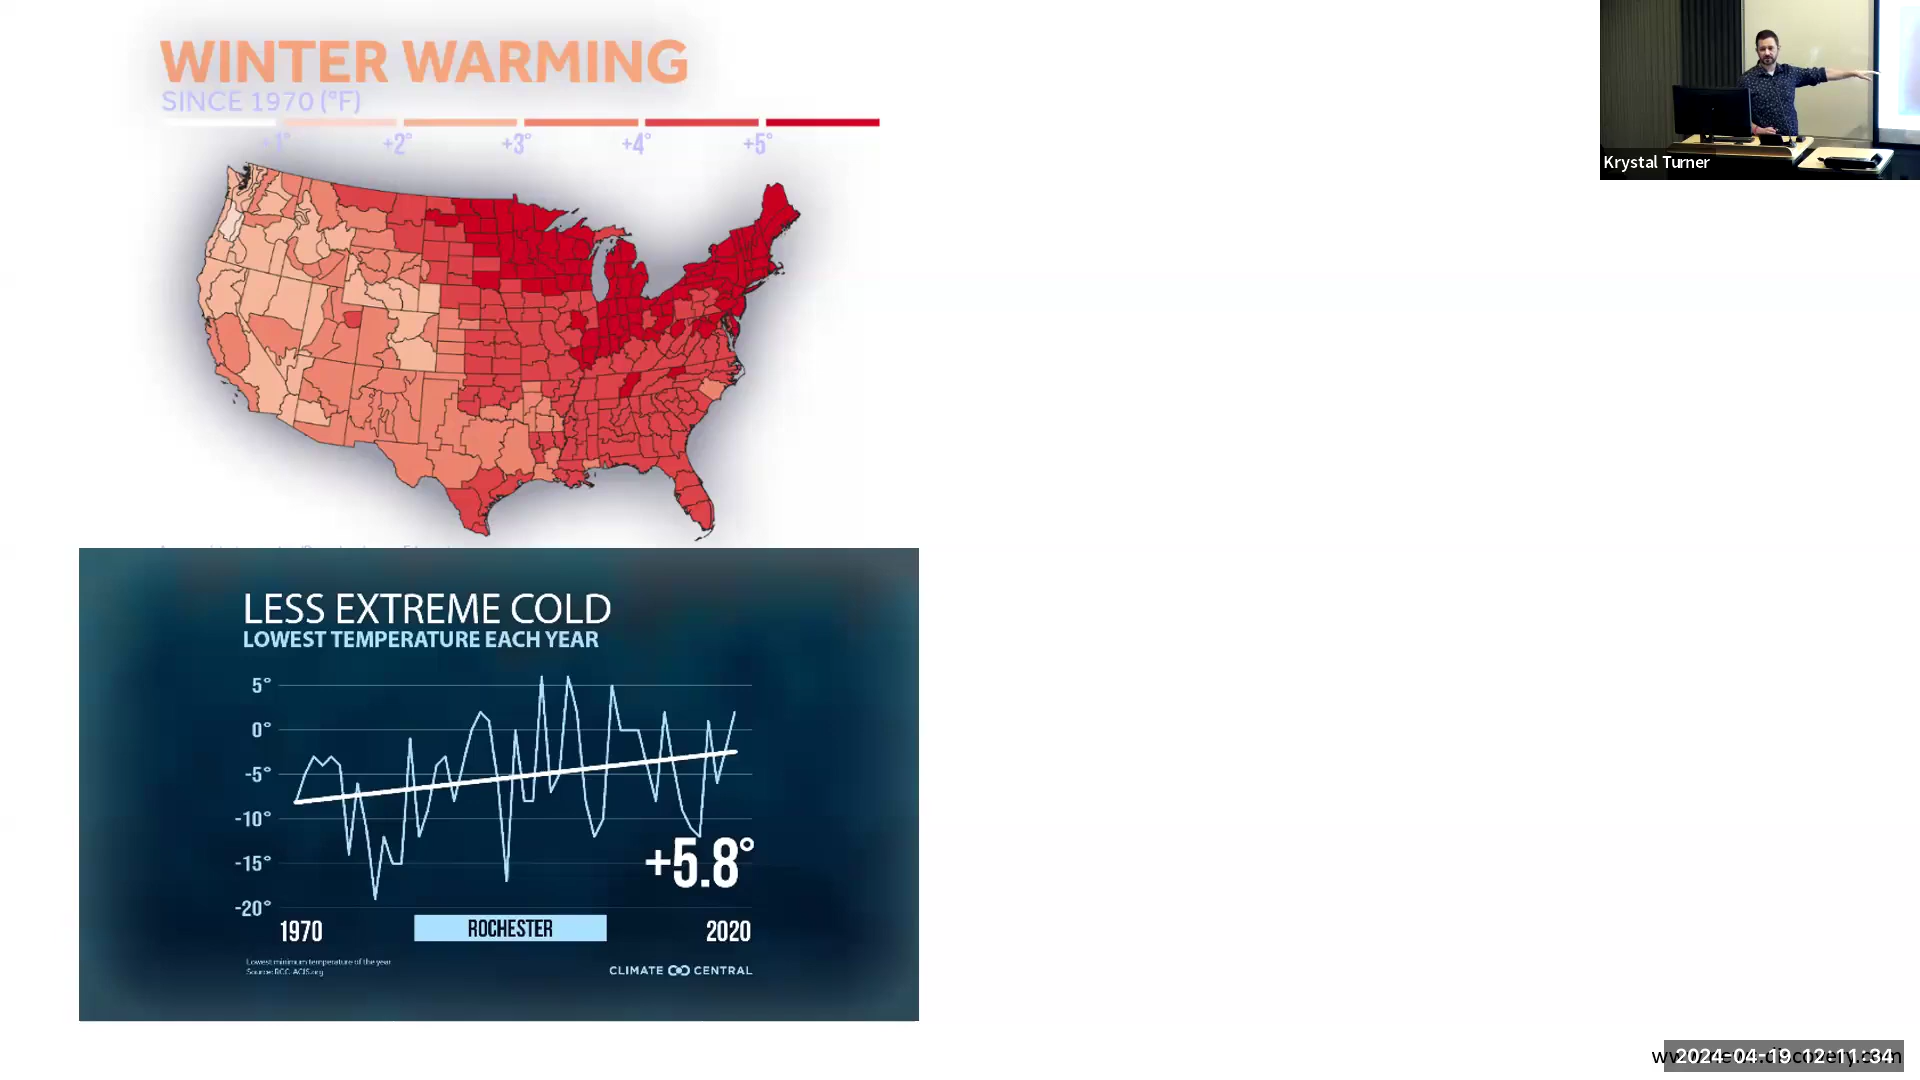 WINTER WARMING
SINCE 1970 (°F)
+1° +2° +3° +4° +5°
Krystal Turner
LESS EXTREME COLD
LOWEST TEMPERATURE EACH YEAR
5°
0°
-5°
-10°
-15°
-20°
+5.8°
1970 ROCHESTER 2020
Lowest minimum temperature of the year.
Source: RCC-ACIS.org
CLIMATE CENTRAL
2024-04-19 12:11:34